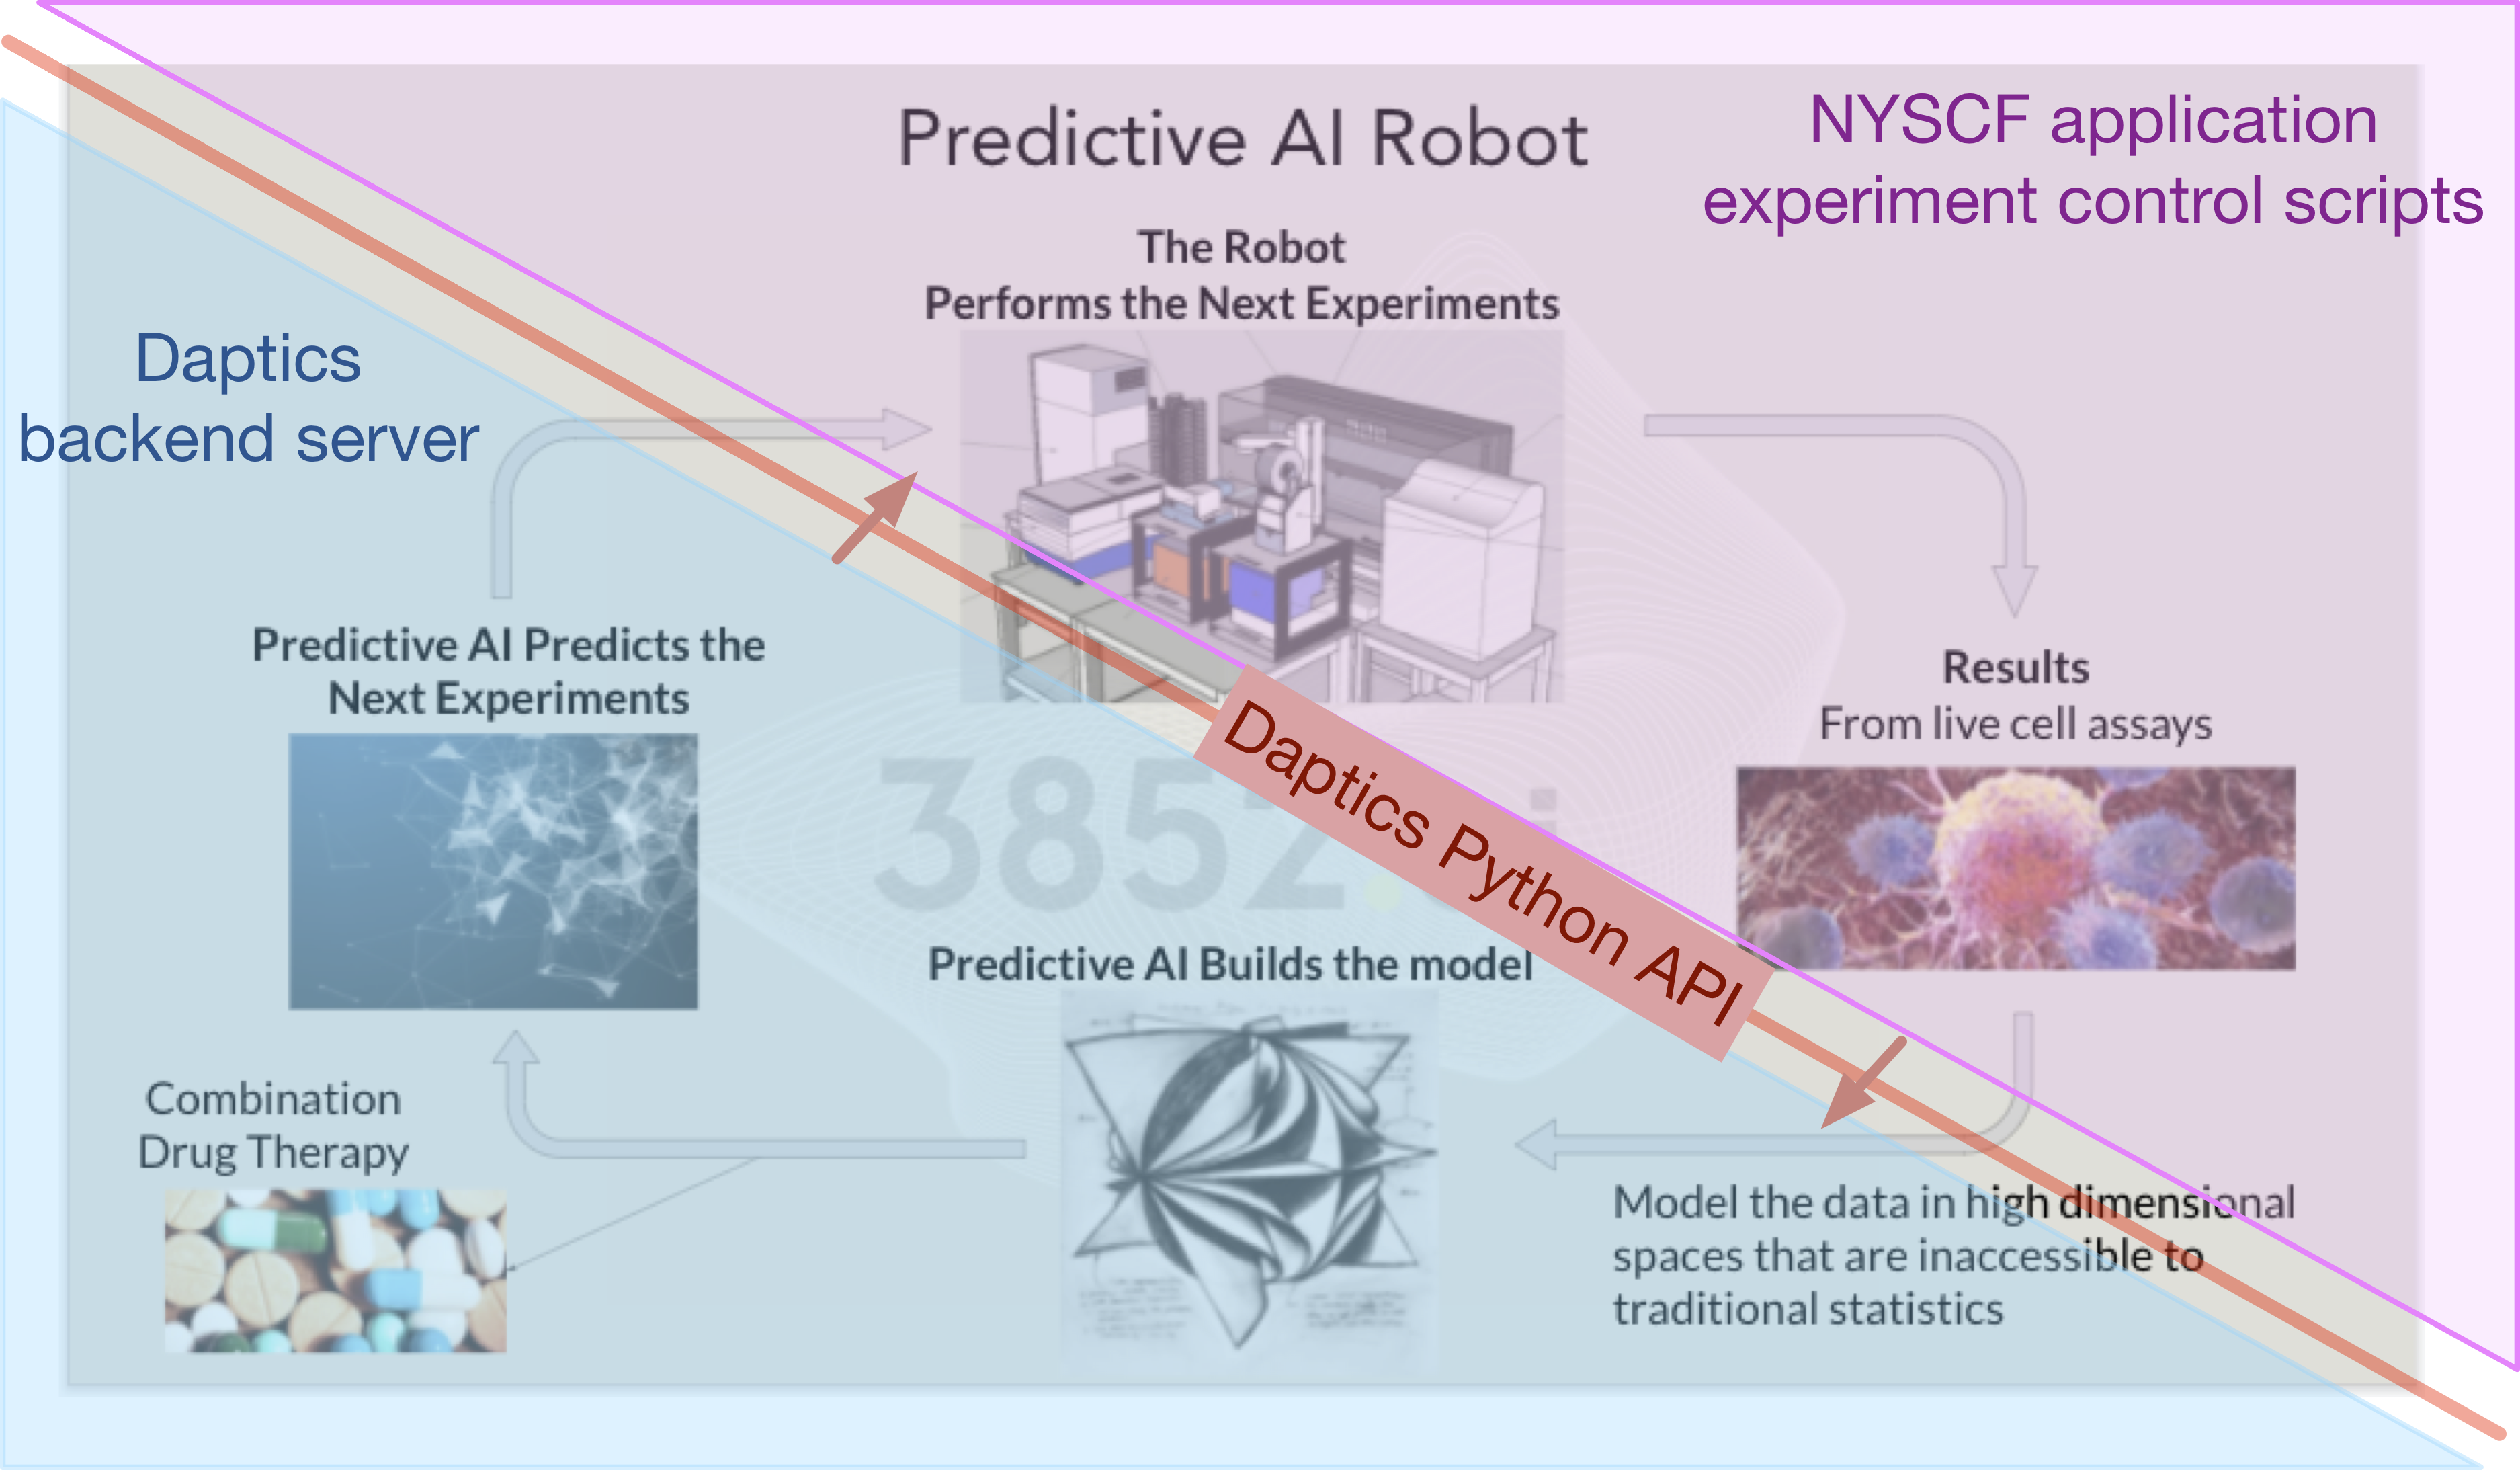 Predictive AI Robot
NYSCF application
experiment control scripts
The Robot
Performs the Next Experiments
Daptics
backend server
Predictive AI Predicts the
Next Experiments
Results
From live cell assays
Daptics Python API
3852
Predictive AI Builds the model
Combination
Drug Therapy
Model the data in high dimensional
spaces that are inaccessible to
traditional statistics